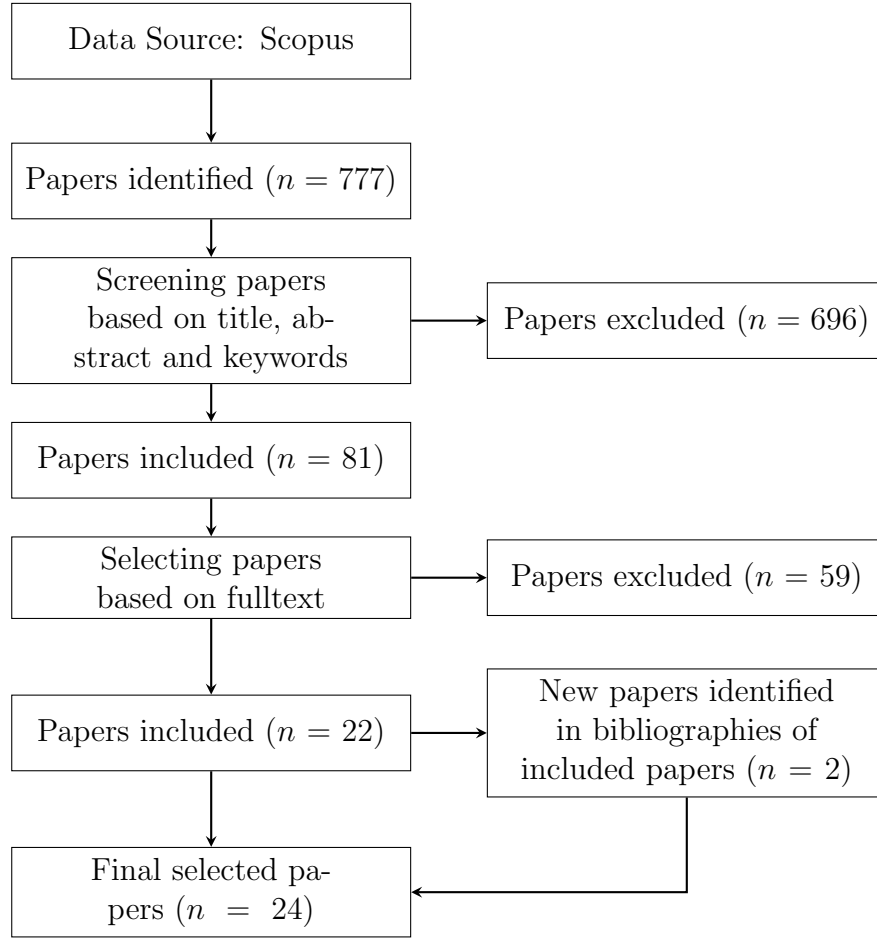 Data Source: Scopus
Papers identified (n = 777)
Screening papers
based on title, ab-
stract and keywords
Papers excluded (n = 696)
Papers included (n = 81)
Selecting papers
based on fulltext
Papers excluded (n = 59)
Papers included (n = 22)
New papers identified
in bibliographies of
included papers (n = 2)
Final selected pa-
pers (n = 24)